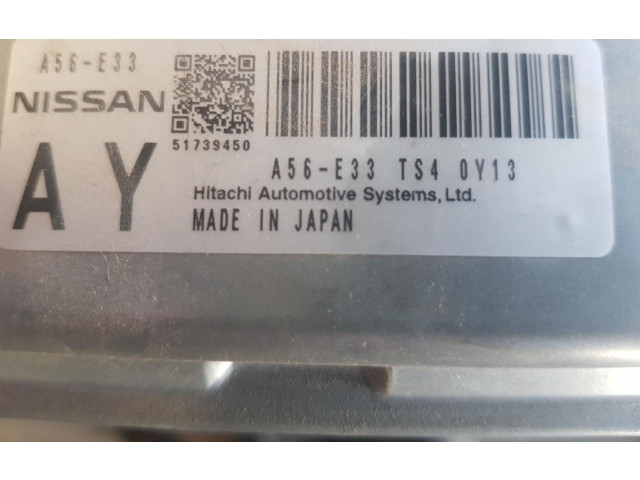 A56-E33
NISSAN
AY
51739450
A56-E33 TS4 0Y13
Hitachi Automotive Systems, Ltd.
MADE IN JAPAN